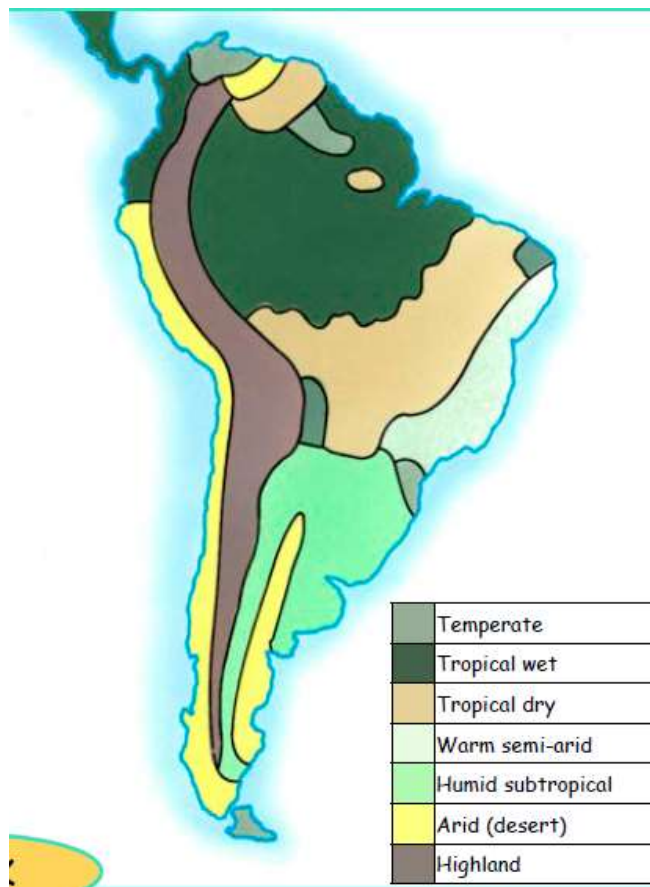 Temperate
Tropical wet
Tropical dry
Warm semi-arid
Humid subtropical
Arid (desert)
Highland